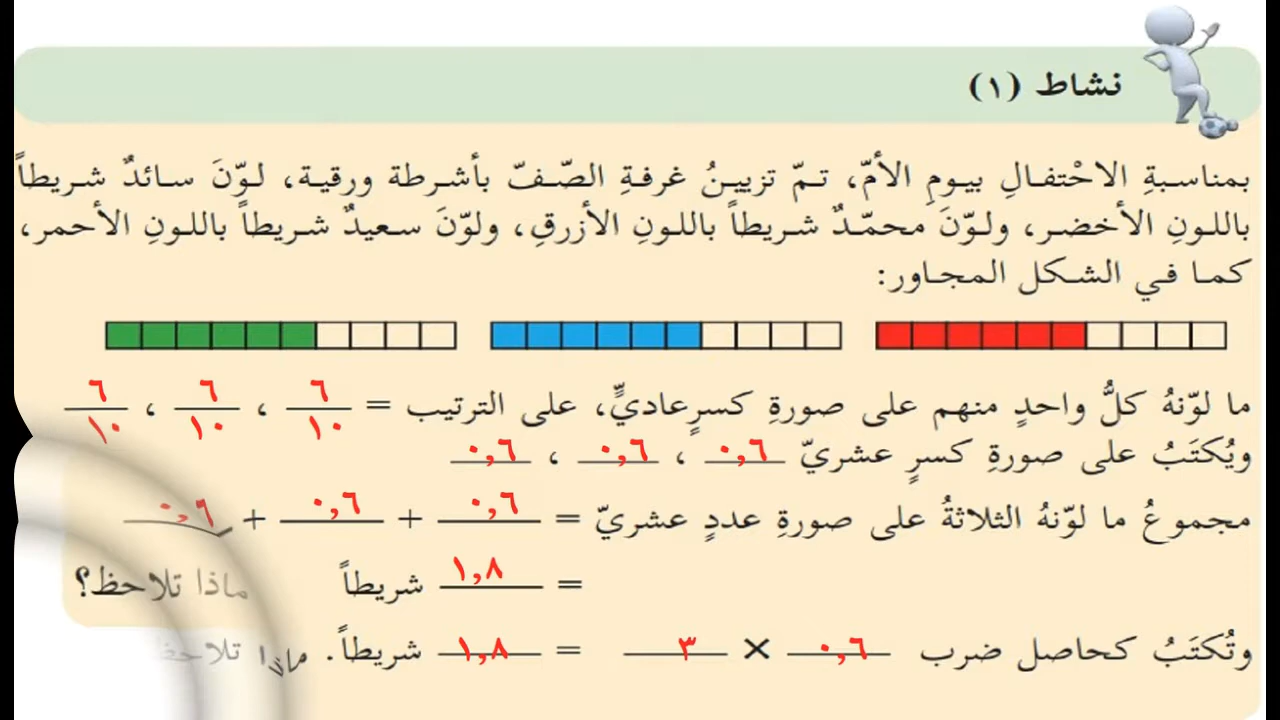 نشاط (١)
بمناسبةِ الاحْتفالِ بيومِ الأمّ، تمّ تزيينُ غرفةِ الصّفّ بأشرطة ورقية، لوّنَ سائدٌ شريطاً
باللونِ الأخضر، ولوّنَ محمّدٌ شريطاً باللونِ الأزرقِ، ولوّنَ سعيدٌ شريطاً باللونِ الأحمر،
كما في الشكل المجاور:
ما لوّنهُ كلُّ واحدٍ منهم على صورةِ كسرٍعاديٍّ، على الترتيب = ٦/١٠ ، ٦/١٠ ، ٦/١٠
ويُكتَبُ على صورةِ كسرٍ عشريّ ٠,٦ ، ٠,٦ ، ٠,٦
مجموعُ ما لوّنهُ الثلاثةُ على صورةِ عددٍ عشريّ = ٠,٦ + ٠,٦ + ٠,٦
= ١,٨ شريطاً ماذا تلاحظ؟
وتُكتَبُ كحاصل ضرب ٠,٦ × ٣ = ١,٨ شريطاً. ماذا تلاحظ